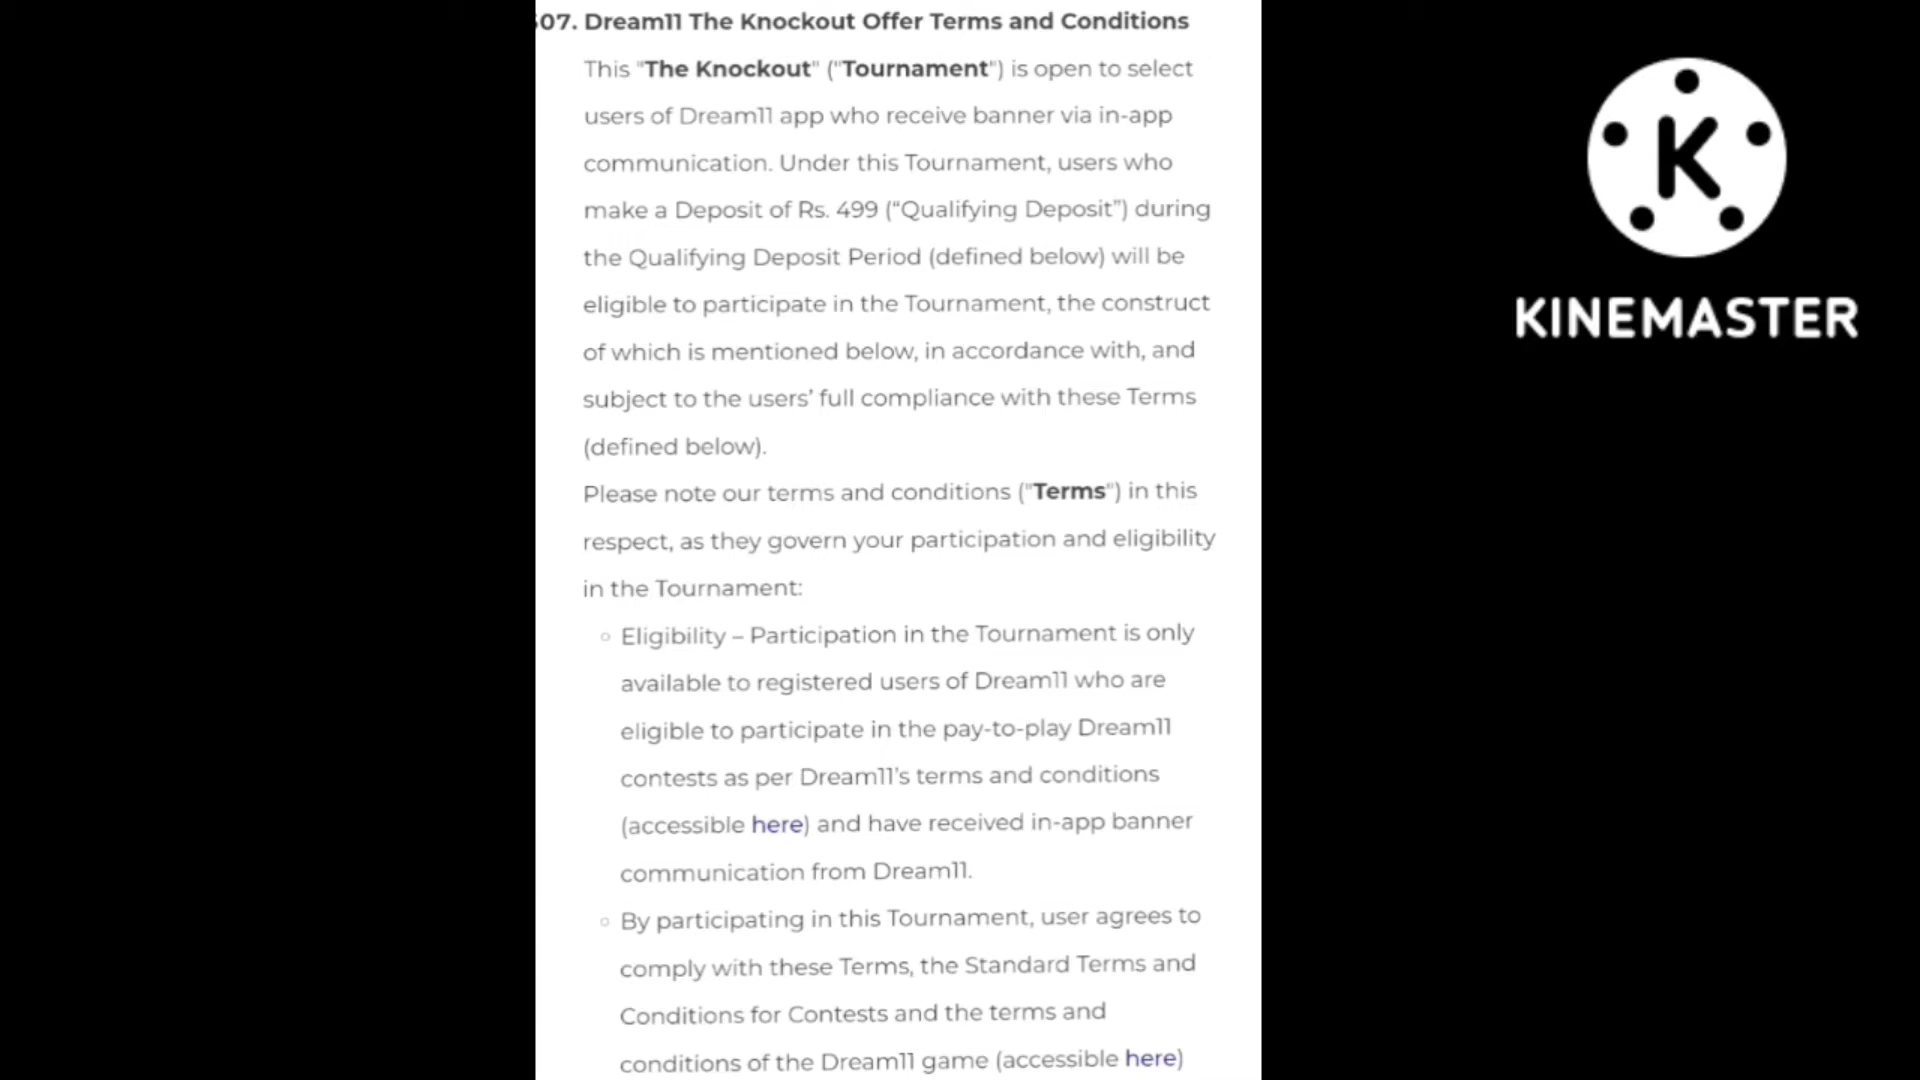 507. Dream11 The Knockout Offer Terms and Conditions
This "The Knockout" ("Tournament") is open to select
users of Dream11 app who receive banner via in-app
communication. Under this Tournament, users who
make a Deposit of Rs. 499 (“Qualifying Deposit”) during
the Qualifying Deposit Period (defined below) will be
eligible to participate in the Tournament, the construct
of which is mentioned below, in accordance with, and
subject to the users’ full compliance with these Terms
(defined below).
Please note our terms and conditions ("Terms") in this
respect, as they govern your participation and eligibility
in the Tournament:
○ Eligibility – Participation in the Tournament is only
available to registered users of Dream11 who are
eligible to participate in the pay-to-play Dream11
contests as per Dream11’s terms and conditions
(accessible here) and have received in-app banner
communication from Dream11.
○ By participating in this Tournament, user agrees to
comply with these Terms, the Standard Terms and
Conditions for Contests and the terms and
conditions of the Dream11 game (accessible here)
K
KINEMASTER